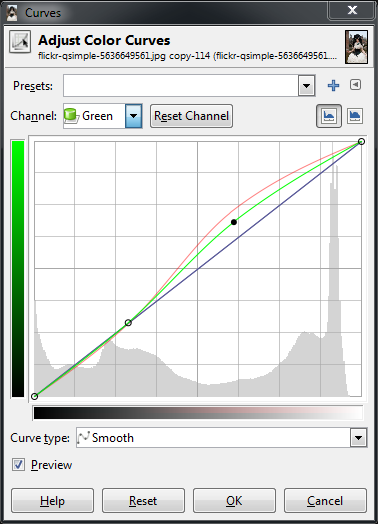 Curves
Adjust Color Curves
flickr-qsimple-5636649561.jpg copy-114 (flickr-qsimple-5636649561....
Presets:
Channel: Green Reset Channel
Curve type: Smooth
Preview
Help Reset OK Cancel